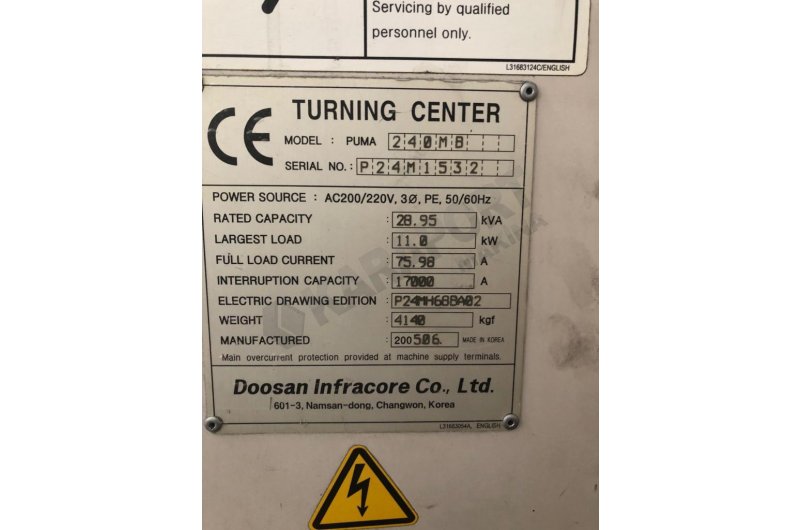 Servicing by qualified
personnel only.
L31683124C/ENGLISH
CE TURNING CENTER
MODEL : PUMA 240MB
SERIAL NO. : P24M1532
POWER SOURCE : AC200/220V, 3Ø, PE, 50/60Hz
RATED CAPACITY : 28.95 kVA
LARGEST LOAD : 11.0 kW
FULL LOAD CURRENT : 75.98 A
INTERRUPTION CAPACITY : 17000 A
ELECTRIC DRAWING EDITION : P24MH6BBA02
WEIGHT : 4140 kgf
MANUFACTURED : 200506 MADE IN KOREA
Main overcurrent protection provided at machine supply terminals.
Doosan Infracore Co., Ltd.
601-3, Namsan-dong, Changwon, Korea
L31683054A, ENGLISH